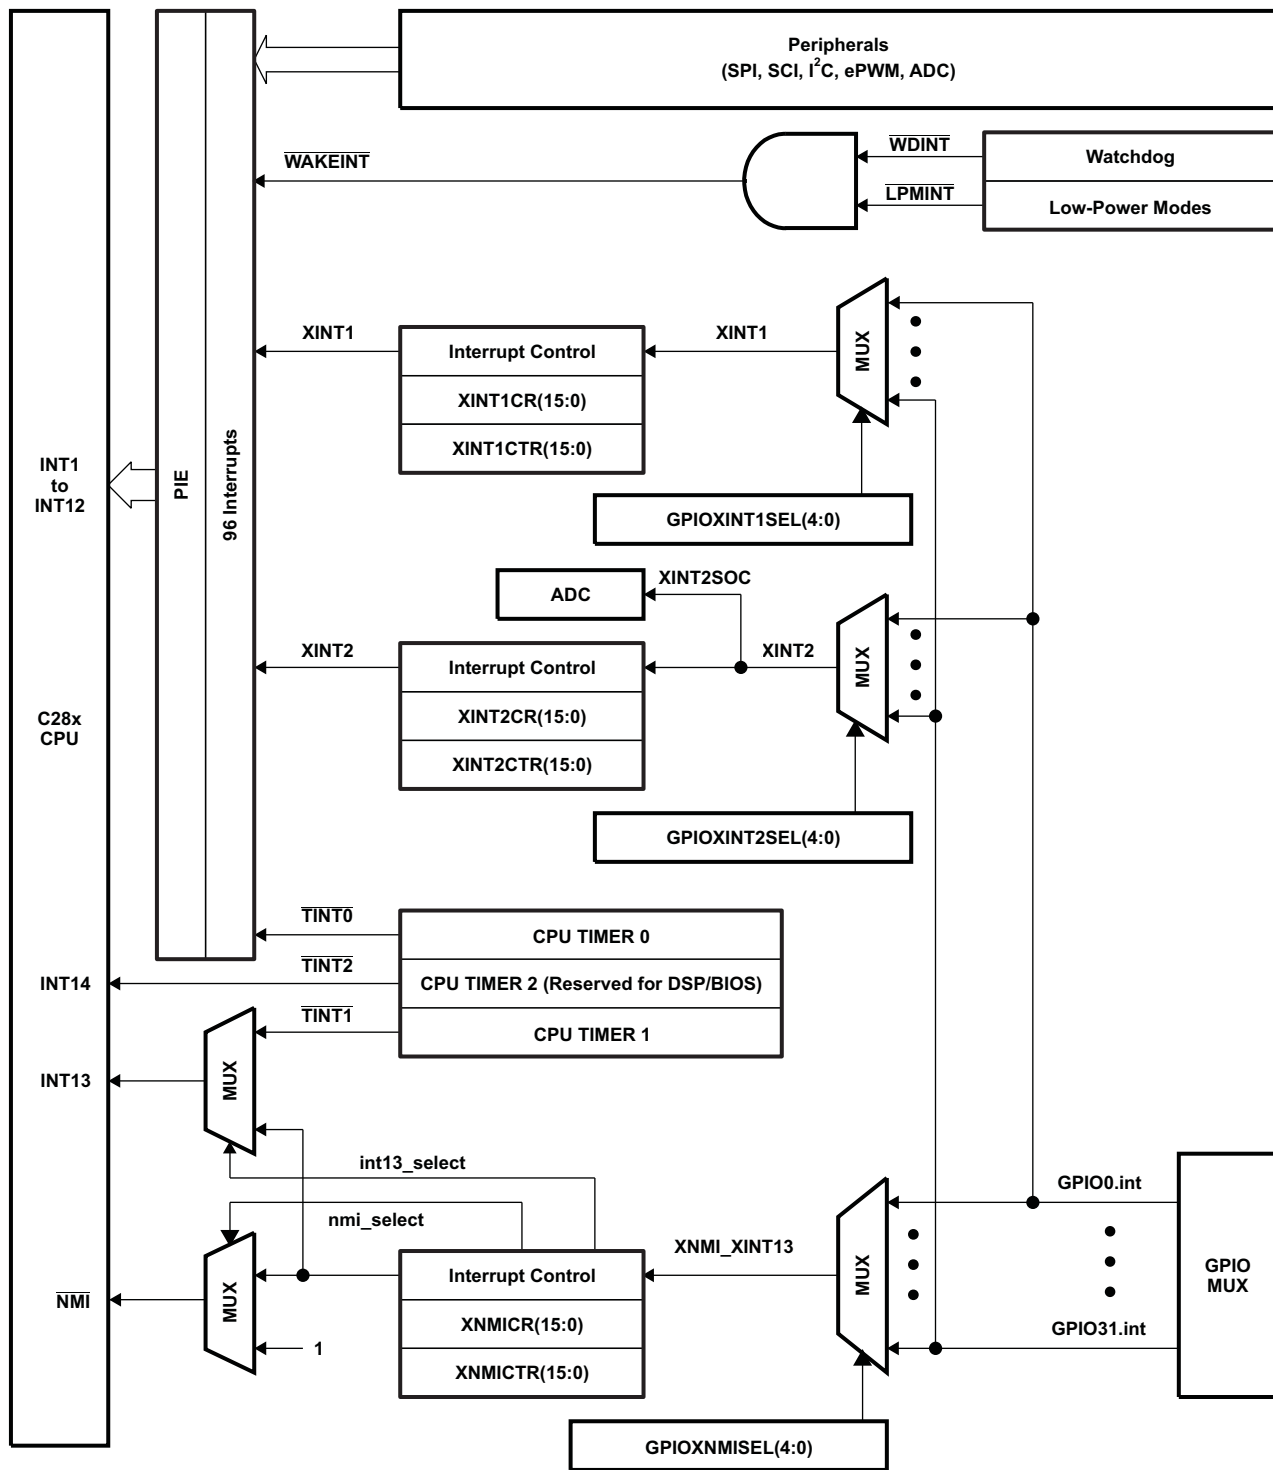 Peripherals
(SPI, SCI, I²C, ePWM, ADC)
WDINT
Watchdog
WAKEINT
LPMINT
Low-Power Modes
XINT1
Interrupt Control
XINT1
MUX
XINT1CR(15:0)
XINT1CTR(15:0)
INT1
to
INT12
PIE
96 Interrupts
GPIOXINT1SEL(4:0)
XINT2SOC
ADC
XINT2
Interrupt Control
XINT2
MUX
C28x
CPU
XINT2CR(15:0)
XINT2CTR(15:0)
GPIOXINT2SEL(4:0)
TINT0
CPU TIMER 0
INT14
TINT2
CPU TIMER 2 (Reserved for DSP/BIOS)
TINT1
CPU TIMER 1
INT13
MUX
int13_select
nmi_select
GPIO0.int
XNMI_XINT13
MUX
GPIO
MUX
NMI
MUX
Interrupt Control
XNMICR(15:0)
GPIO31.int
1
XNMICTR(15:0)
GPIOXNMISEL(4:0)